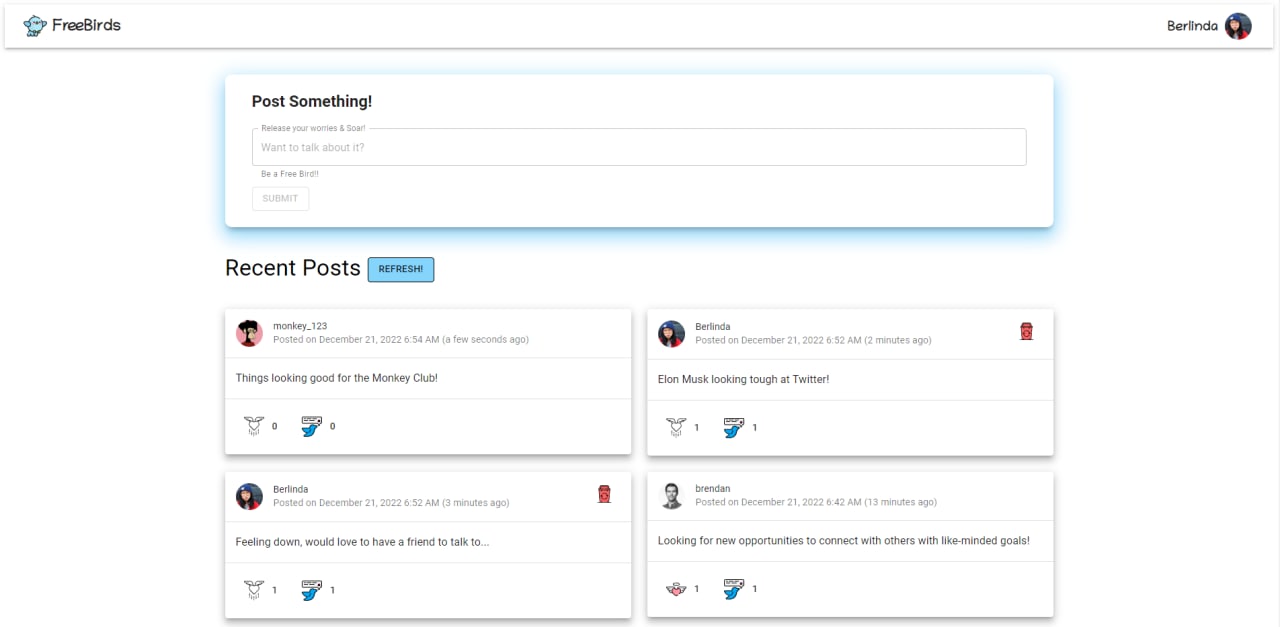 FreeBirds
Berlinda
Post Something!
Release your worries & Soar!
Want to talk about it?
Be a Free Bird!!
SUBMIT
Recent Posts
REFRESH!
monkey_123
Posted on December 21, 2022 6:54 AM (a few seconds ago)
Things looking good for the Monkey Club!
0
0
Berlinda
Posted on December 21, 2022 6:52 AM (2 minutes ago)
Elon Musk looking tough at Twitter!
1
1
Berlinda
Posted on December 21, 2022 6:52 AM (3 minutes ago)
Feeling down, would love to have a friend to talk to...
1
1
brendan
Posted on December 21, 2022 6:42 AM (13 minutes ago)
Looking for new opportunities to connect with others with like-minded goals!
1
1